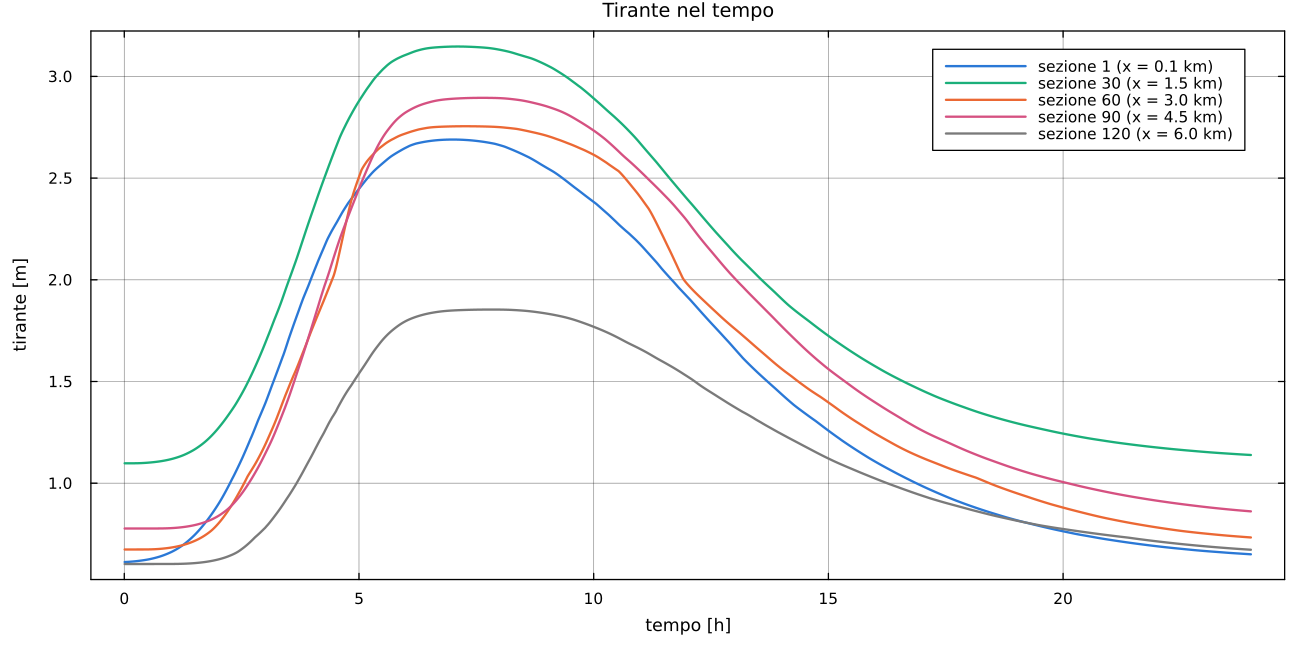 Tirante nel tempo
sezione 1 (x = 0.1 km)
sezione 30 (x = 1.5 km)
sezione 60 (x = 3.0 km)
sezione 90 (x = 4.5 km)
sezione 120 (x = 6.0 km)
tirante [m]
3.0
2.5
2.0
1.5
1.0
0 5 10 15 20
tempo [h]